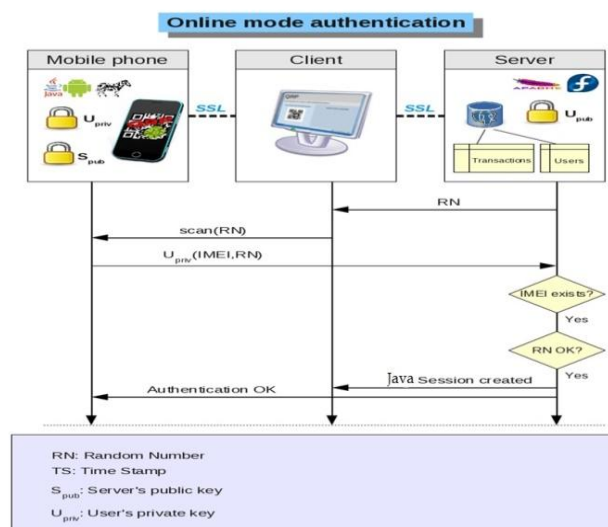 Online mode authentication
Mobile phone
Client
Server
Java
APACHE
U priv
S pub
SSL
SSL
U pub
Transactions
Users
RN
scan(RN)
U priv (IMEI,RN)
IMEI exists?
Yes
RN OK?
Yes
Java Session created
Authentication OK
RN: Random Number
TS: Time Stamp
S pub: Server's public key
U priv: User's private key